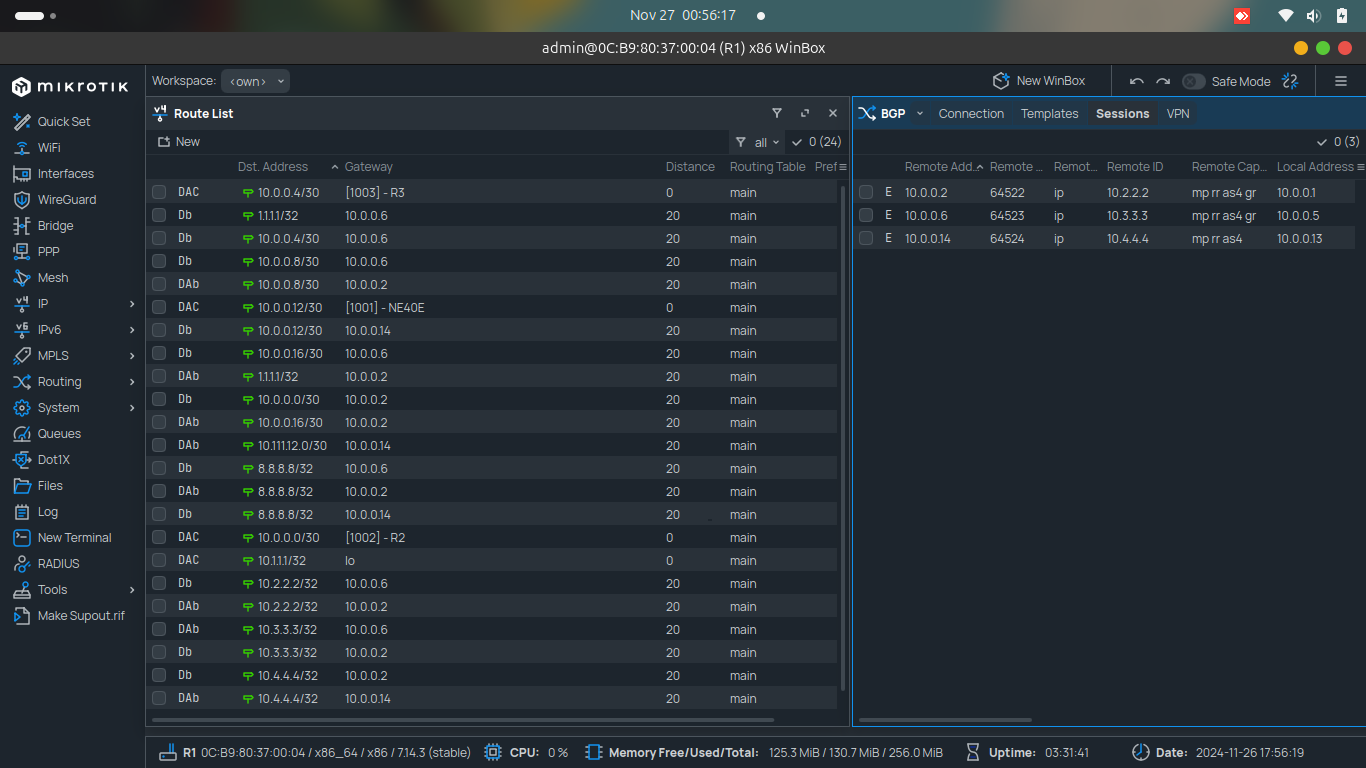 Nov 27 00:56:17
admin@0C:B9:80:37:00:04 (R1) x86 WinBox
MIKROTIK
Workspace: <own>
New WinBox
Safe Mode
Quick Set
WiFi
Interfaces
WireGuard
Bridge
PPP
Mesh
IP
IPv6
MPLS
Routing
System
Queues
Dot1X
Files
Log
New Terminal
RADIUS
Tools
Make Supout.rif
v4 Route List
New all 0 (24)
Dst. Address Gateway Distance Routing Table Pref
DAC 10.0.0.4/30 [1003] - R3 0 main
Db 1.1.1.1/32 10.0.0.6 20 main
Db 10.0.0.4/30 10.0.0.6 20 main
Db 10.0.0.8/30 10.0.0.6 20 main
DAb 10.0.0.8/30 10.0.0.2 20 main
DAC 10.0.0.12/30 [1001] - NE40E 0 main
Db 10.0.0.12/30 10.0.0.14 20 main
Db 10.0.0.16/30 10.0.0.6 20 main
DAb 1.1.1.1/32 10.0.0.2 20 main
Db 10.0.0.0/30 10.0.0.2 20 main
DAb 10.0.0.16/30 10.0.0.2 20 main
DAb 10.111.12.0/30 10.0.0.14 20 main
Db 8.8.8.8/32 10.0.0.6 20 main
DAb 8.8.8.8/32 10.0.0.2 20 main
Db 8.8.8.8/32 10.0.0.14 20 main
DAC 10.0.0.0/30 [1002] - R2 0 main
DAC 10.1.1.1/32 lo 0 main
Db 10.2.2.2/32 10.0.0.6 20 main
DAb 10.2.2.2/32 10.0.0.2 20 main
DAb 10.3.3.3/32 10.0.0.6 20 main
Db 10.3.3.3/32 10.0.0.2 20 main
Db 10.4.4.4/32 10.0.0.2 20 main
DAb 10.4.4.4/32 10.0.0.14 20 main
BGP Connection Templates Sessions VPN
0 (3)
Remote Add... Remote ... Remot... Remote ID Remote Cap... Local Address
E 10.0.0.2 64522 ip 10.2.2.2 mp rr as4 gr 10.0.0.1
E 10.0.0.6 64523 ip 10.3.3.3 mp rr as4 gr 10.0.0.5
E 10.0.0.14 64524 ip 10.4.4.4 mp rr as4 10.0.0.13
R1 0C:B9:80:37:00:04 / x86_64 / x86 / 7.14.3 (stable) CPU: 0 % Memory Free/Used/Total: 125.3 MiB / 130.7 MiB / 256.0 MiB Uptime: 03:31:41 Date: 2024-11-26 17:56:19